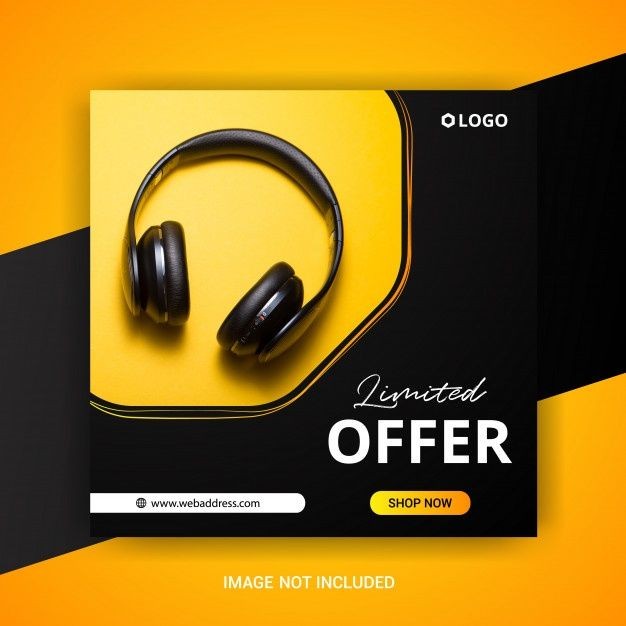 LOGO
Limited
OFFER
www.webaddress.com
SHOP NOW
IMAGE NOT INCLUDED